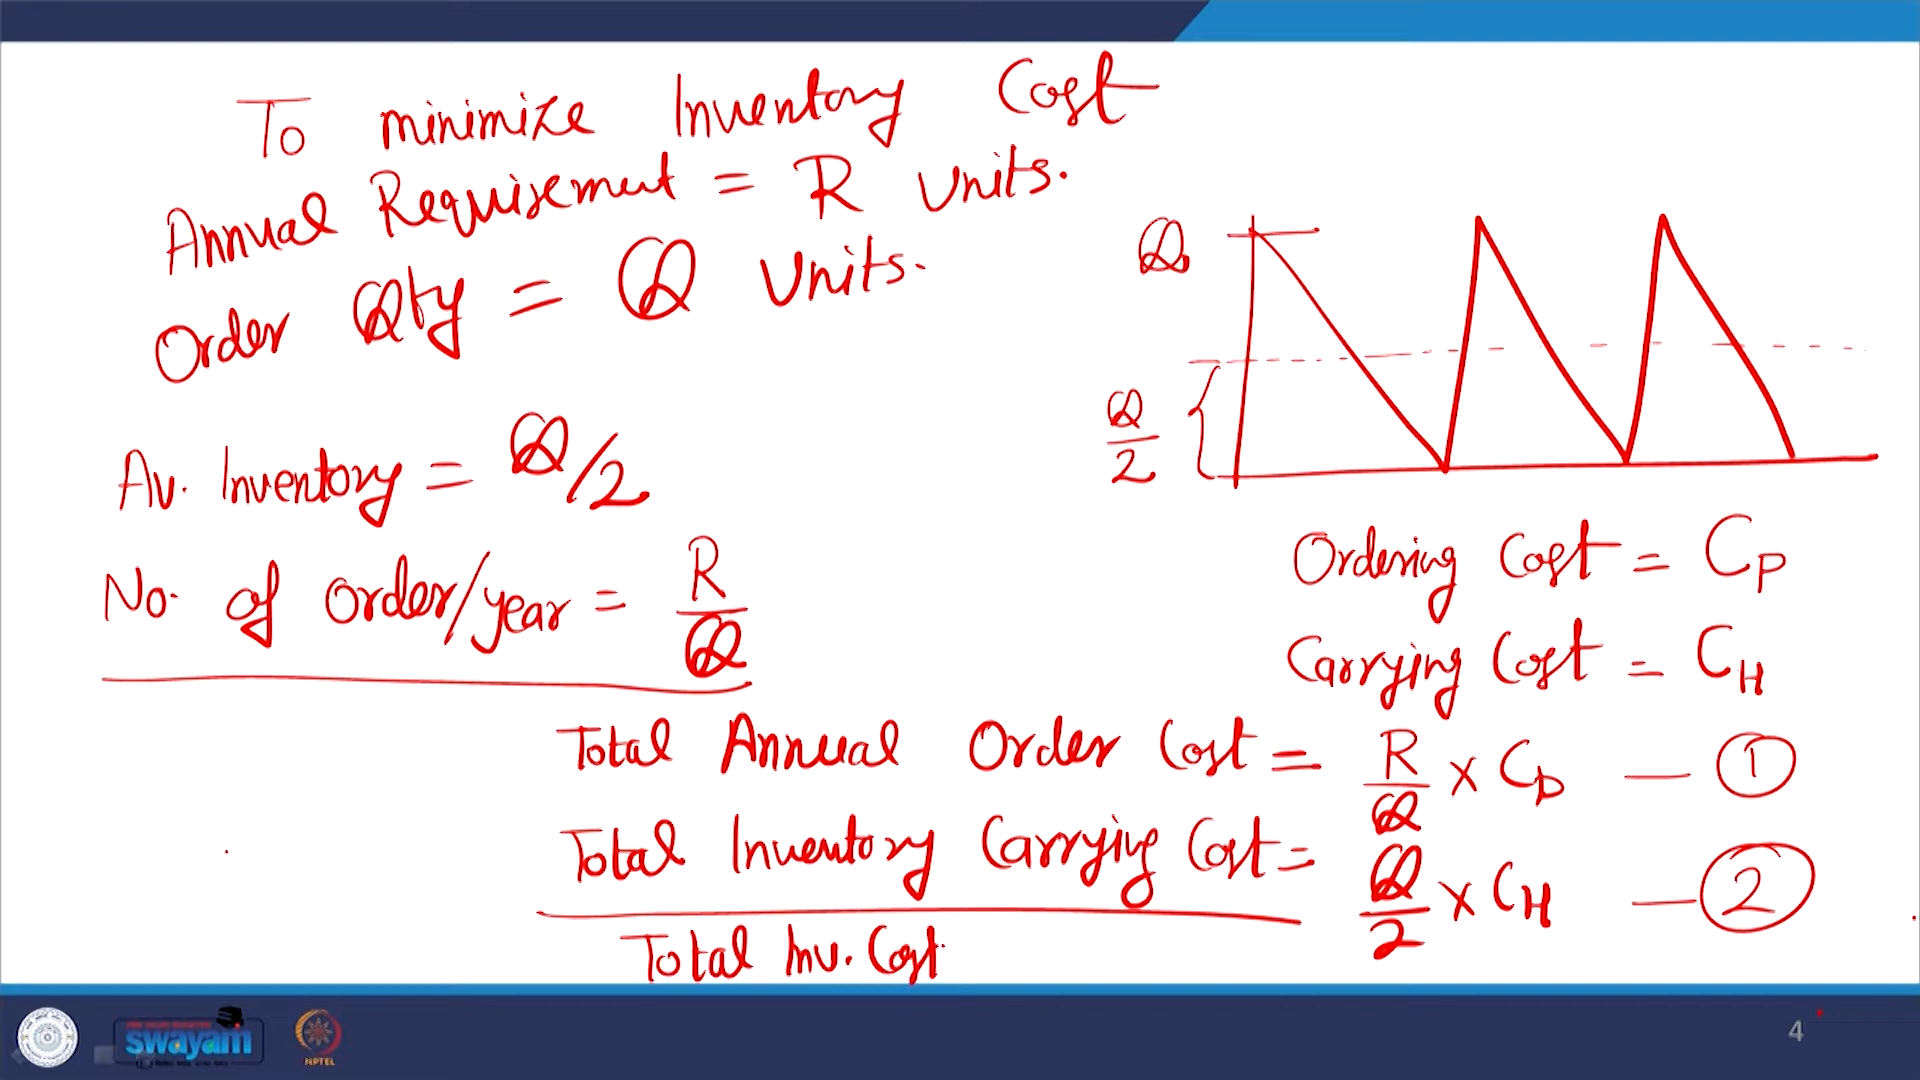 To minimize Inventory Cost
Annual Requirement = R Units.
Order Qty = Q Units.
Q
Q/2
Av. Inventory = Q/2
No. of order/year = R/Q
Ordering Cost = CP
Carrying Cost = CH
Total Annual Order Cost = R/Q × CP — 1
Total Inventory Carrying Cost = Q/2 × CH — 2
Total Inv. Cost
swayam
NPTEL
4